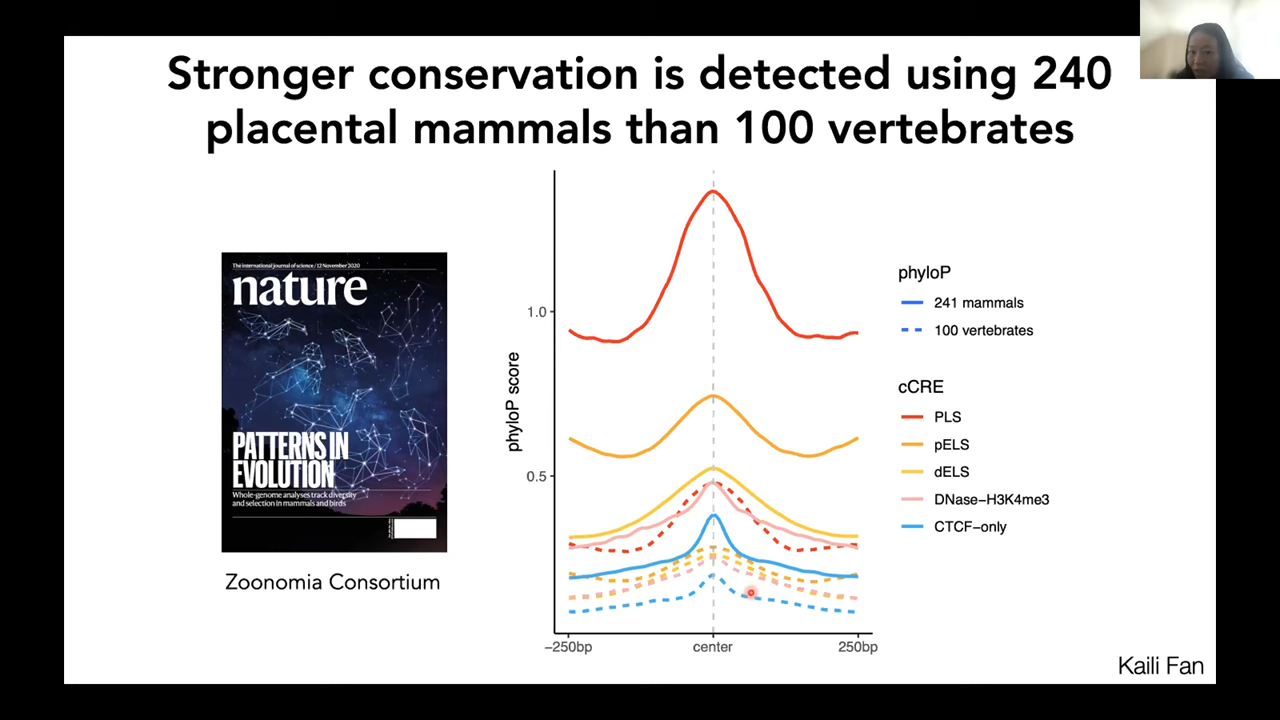 Stronger conservation is detected using 240
placental mammals than 100 vertebrates
The international journal of science / 12 November 2020
nature
PATTERNS IN
EVOLUTION
Whole-genome analyses track diversity
and selection in mammals and birds
Zoonomia Consortium
phyloP score
1.0
0.5
−250bp
center
250bp
phyloP
241 mammals
100 vertebrates
cCRE
PLS
pELS
dELS
DNase−H3K4me3
CTCF−only
Kaili Fan